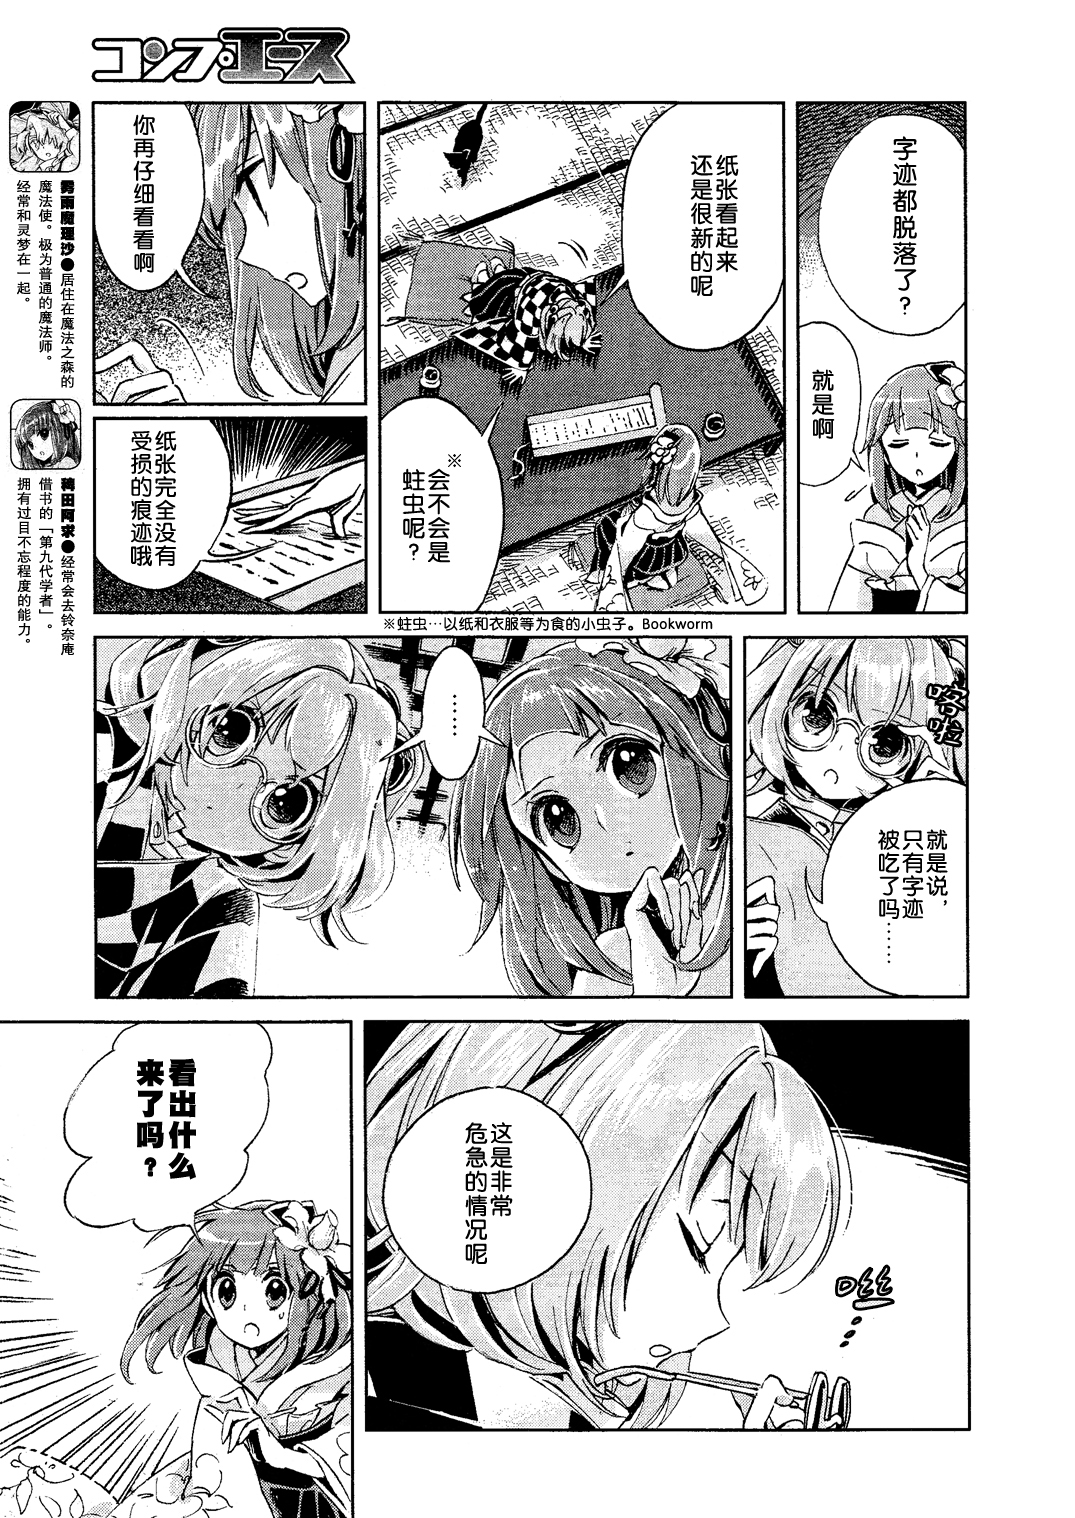 コンプ・エース
字迹都脱落了？
就是啊
纸张看起来
还是很新的呢
※
会不会是
蛀虫呢？
※蛀虫…以纸和衣服等为食的小虫子。Bookworm
你再仔细看看啊
纸张完全没有
受损的痕迹哦
雾雨魔理沙●居住在魔法之森的
魔法使。极为普通的魔法师。
经常和灵梦在一起。
稗田阿求●经常会去铃奈庵
借书的「第九代学者」。
拥有过目不忘程度的能力。
喀啦
就是说，
只有字迹
被吃了吗
……
……
这是非常
危急的情况呢
咝…
看出什么
来了吗？